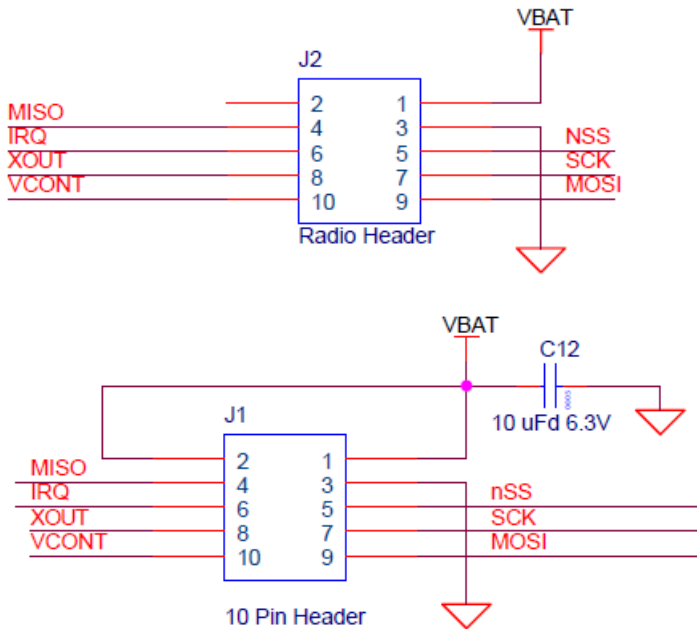 VBAT
J2
MISO 2 1
IRQ 4 3
XOUT 6 5 NSS
VCONT 8 7 SCK
10 9 MOSI
Radio Header
VBAT
C12
0603
10 uFd 6.3V
J1
MISO 2 1
IRQ 4 3
XOUT 6 5 nSS
VCONT 8 7 SCK
10 9 MOSI
10 Pin Header